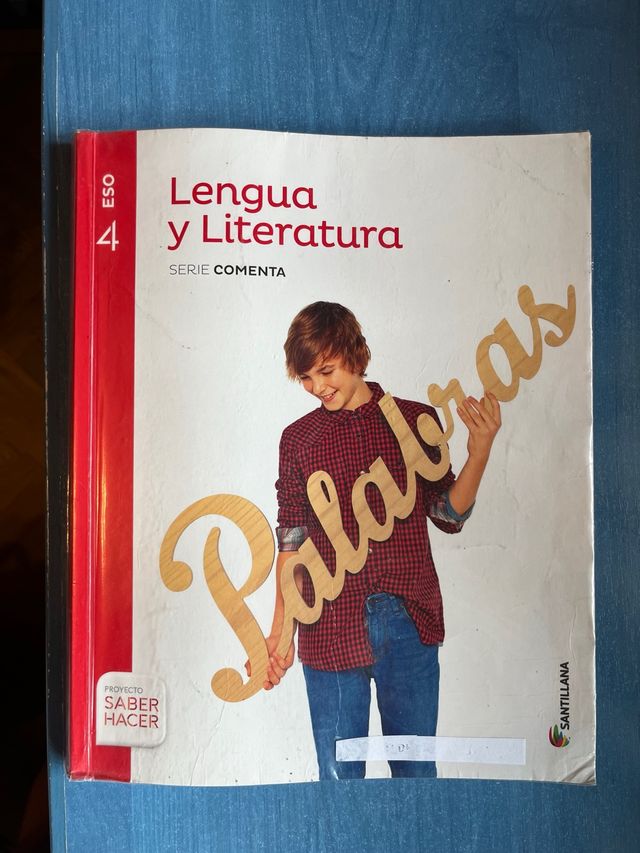 4 ESO
Lengua
y Literatura
SERIE COMENTA
Palabras
PROYECTO
SABER
HACER
SANTILLANA